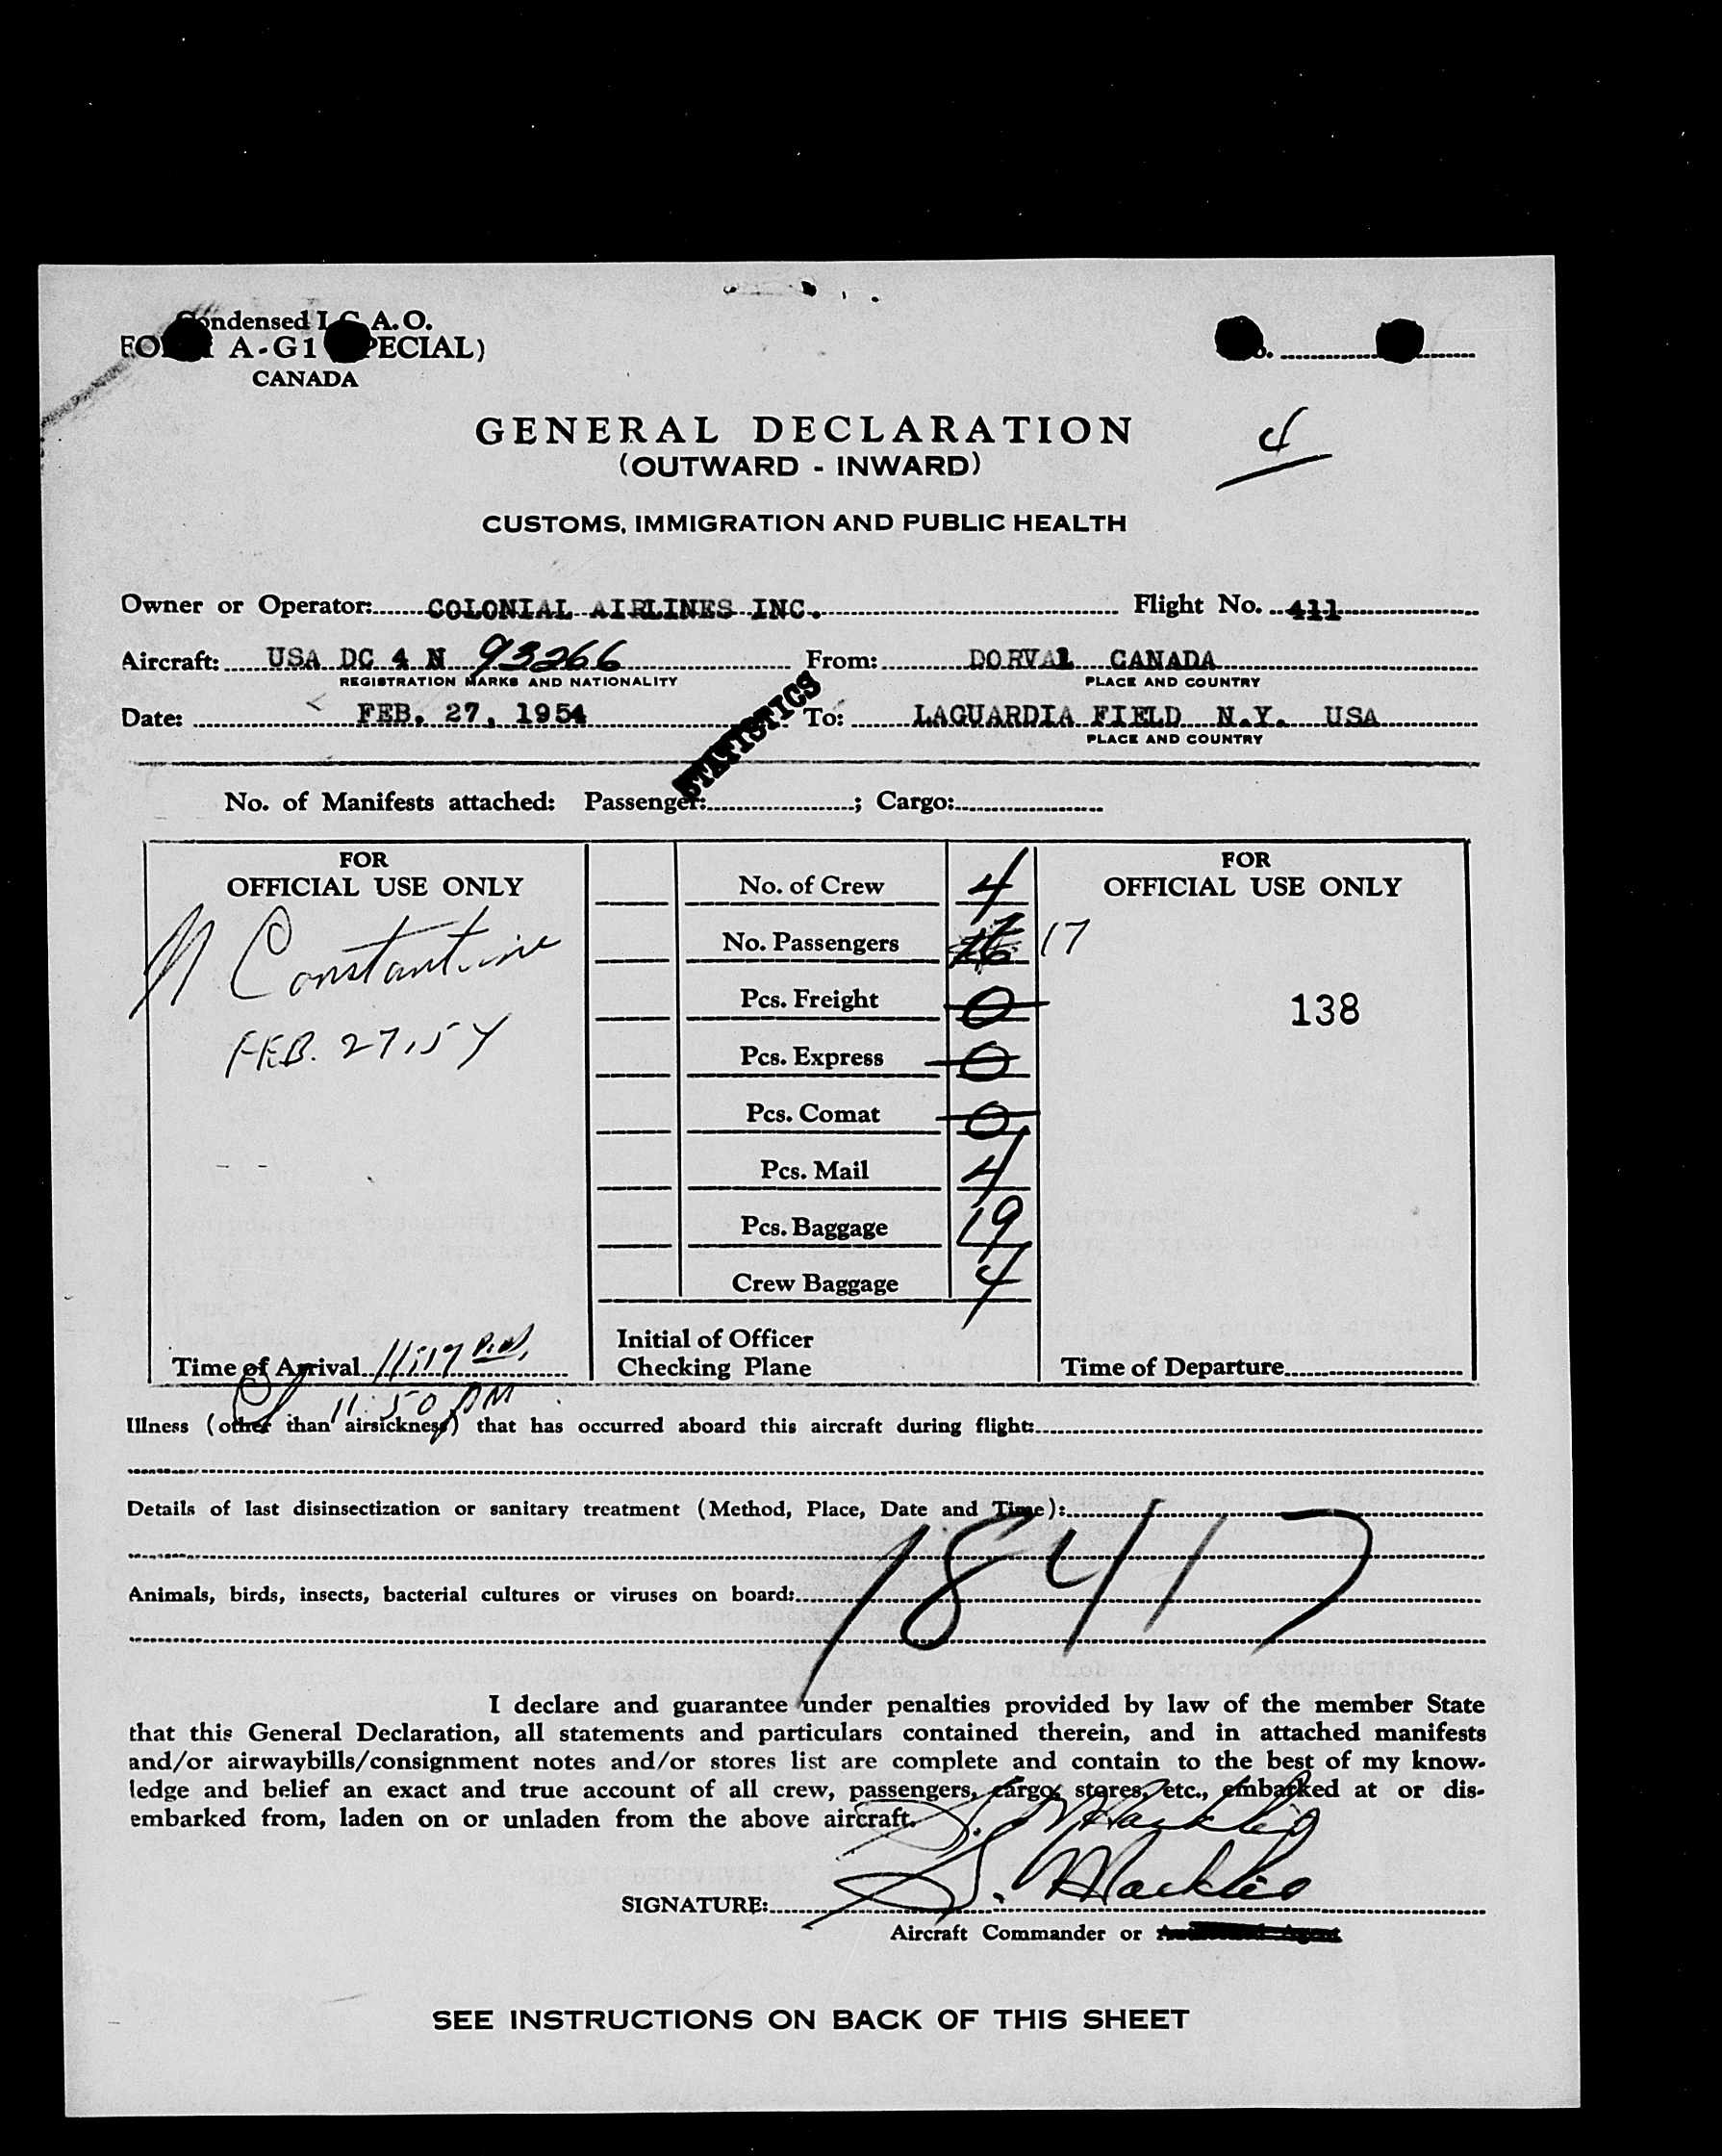 Condensed I.C.A.O.
FORM A-G1 (SPECIAL)
CANADA
4
GENERAL DECLARATION
(OUTWARD - INWARD)
CUSTOMS, IMMIGRATION AND PUBLIC HEALTH
Owner or Operator: COLONIAL AIRLINES INC. Flight No. 411
Aircraft: USA DC 4 N 93266 From: DORVAL CANADA
REGISTRATION MARKS AND NATIONALITY PLACE AND COUNTRY
Date: FEB. 27, 1954 To: LAGUARDIA FIELD N.Y. USA
PLACE AND COUNTRY
STATISTICS
No. of Manifests attached: Passenger: ; Cargo:
FOR
OFFICIAL USE ONLY
N Constantine
FEB. 27, 54
Time of Arrival 11:17 P.M.
11:50 PM
No. of Crew 4
No. Passengers 17
Pcs. Freight 0
Pcs. Express 0
Pcs. Comat 0
Pcs. Mail 4
Pcs. Baggage 19
Crew Baggage 4
Initial of Officer
Checking Plane
FOR
OFFICIAL USE ONLY
138
Time of Departure
Illness (other than airsickness) that has occurred aboard this aircraft during flight:
Details of last disinsectization or sanitary treatment (Method, Place, Date and Time):
18417
Animals, birds, insects, bacterial cultures or viruses on board:
I declare and guarantee under penalties provided by law of the member State
that this General Declaration, all statements and particulars contained therein, and in attached manifests
and/or airwaybills/consignment notes and/or stores list are complete and contain to the best of my know-
ledge and belief an exact and true account of all crew, passengers, cargo, stores, etc., embarked at or dis-
embarked from, laden on or unladen from the above aircraft.
SIGNATURE:
Aircraft Commander or Authorized Agent
SEE INSTRUCTIONS ON BACK OF THIS SHEET